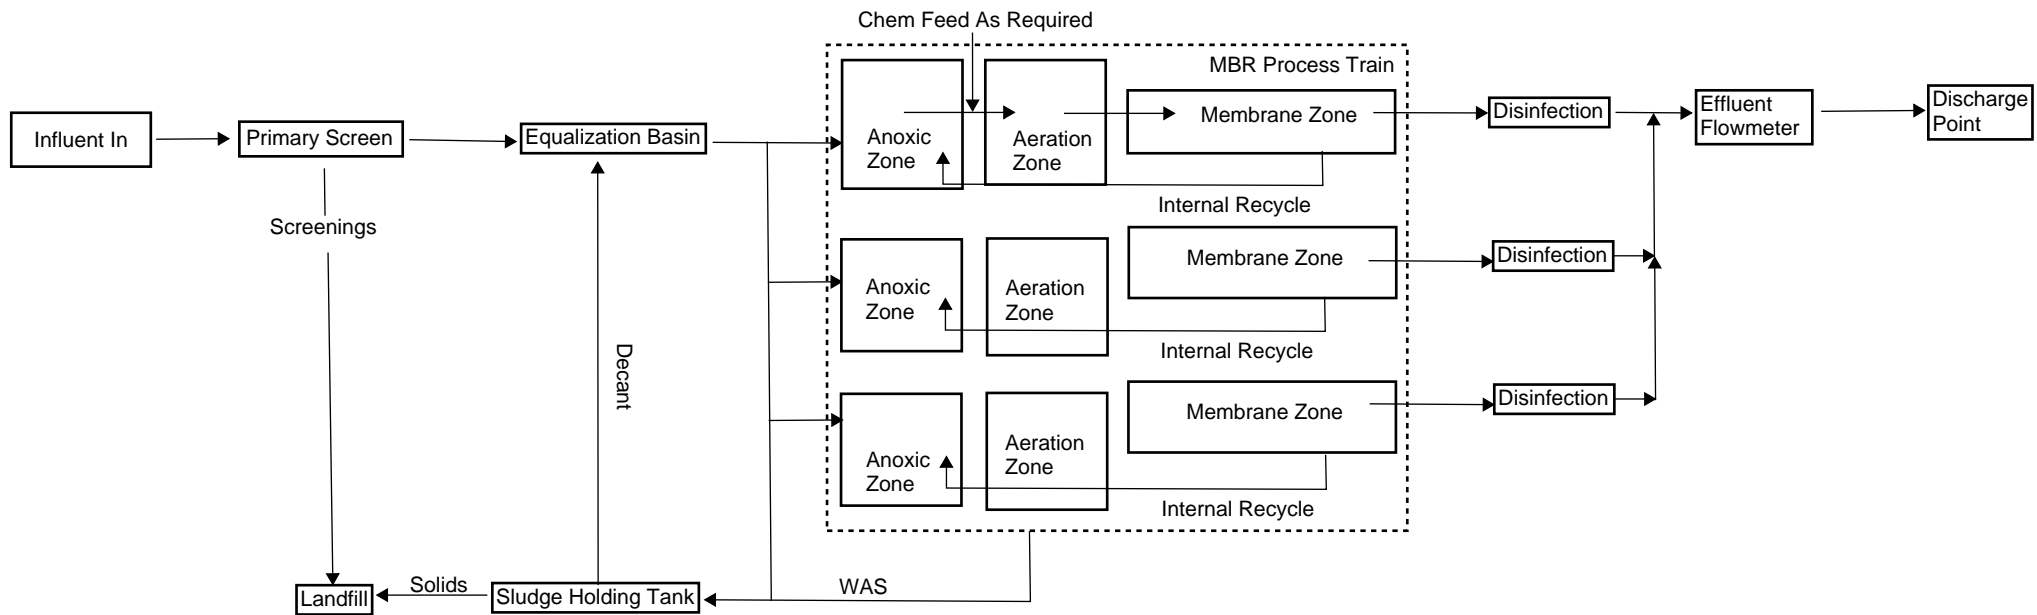 Chem Feed As Required
MBR Process Train
Influent In
Primary Screen
Equalization Basin
Anoxic
Zone
Aeration
Zone
Membrane Zone
Disinfection
Effluent
Flowmeter
Discharge
Point
Internal Recycle
Screenings
Anoxic
Zone
Aeration
Zone
Membrane Zone
Disinfection
Internal Recycle
Decant
Anoxic
Zone
Aeration
Zone
Membrane Zone
Disinfection
Internal Recycle
Landfill
Solids
Sludge Holding Tank
WAS